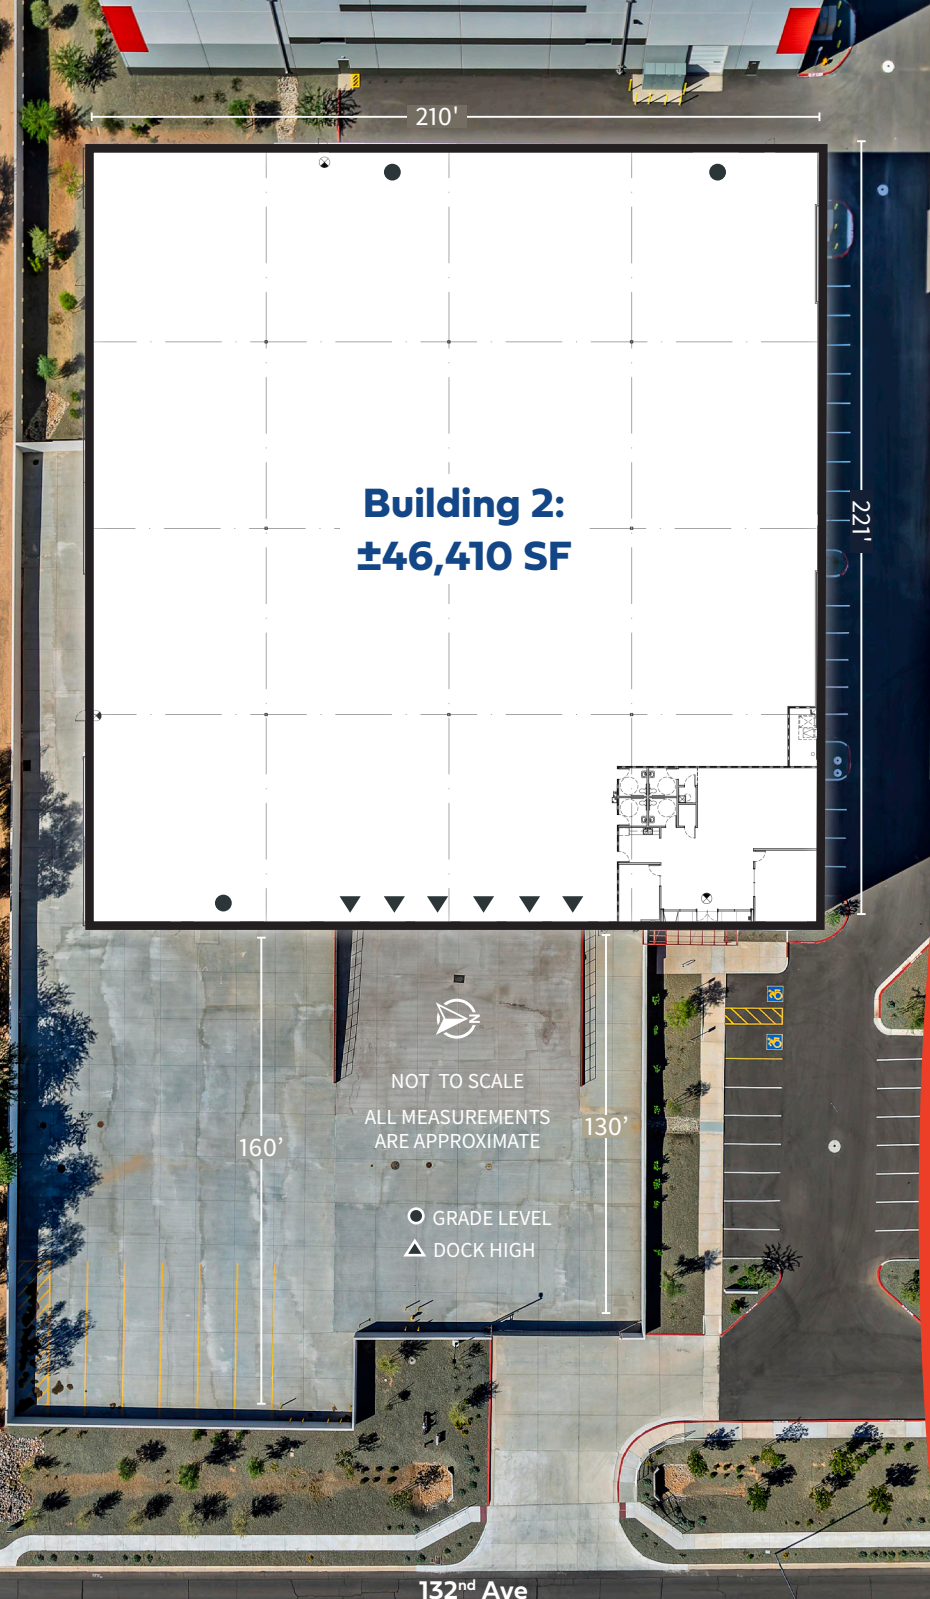 210'
221'
Building 2:
±46,410 SF
N
NOT TO SCALE
ALL MEASUREMENTS
ARE APPROXIMATE
160’
130’
GRADE LEVEL
DOCK HIGH
132nd Ave